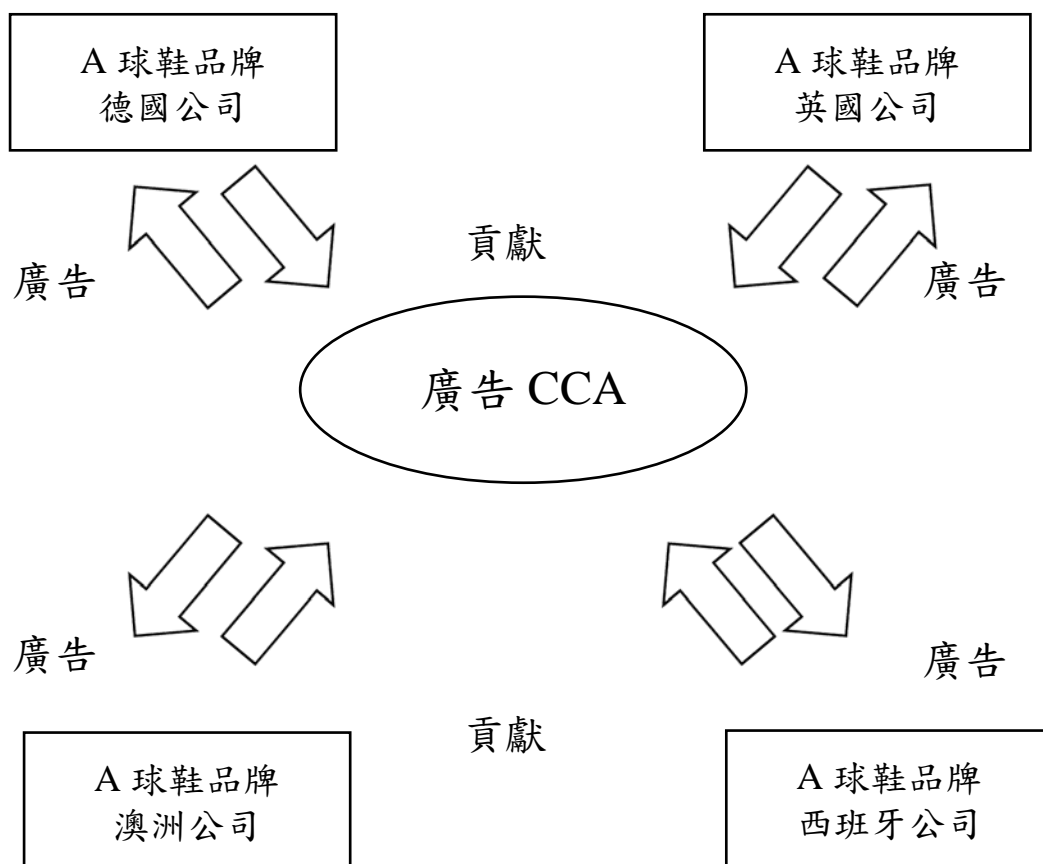 A 球鞋品牌
德國公司
A 球鞋品牌
英國公司
貢獻
廣告
廣告
廣告 CCA
廣告
廣告
貢獻
A 球鞋品牌
澳洲公司
A 球鞋品牌
西班牙公司